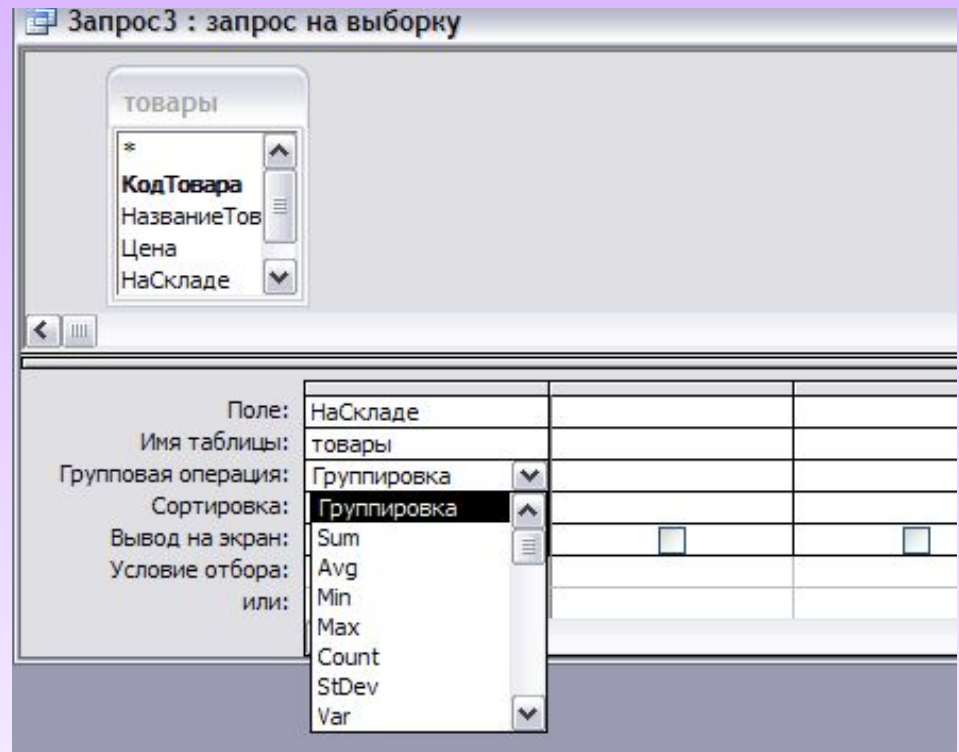 Запрос3 : запрос на выборку
товары
*
КодТовара
НазваниеТов
Цена
НаСкладе
Поле: НаСкладе
Имя таблицы: товары
Групповая операция: Группировка
Сортировка: Группировка
Вывод на экран: Sum
Условие отбора: Avg
или: Min
Max
Count
StDev
Var